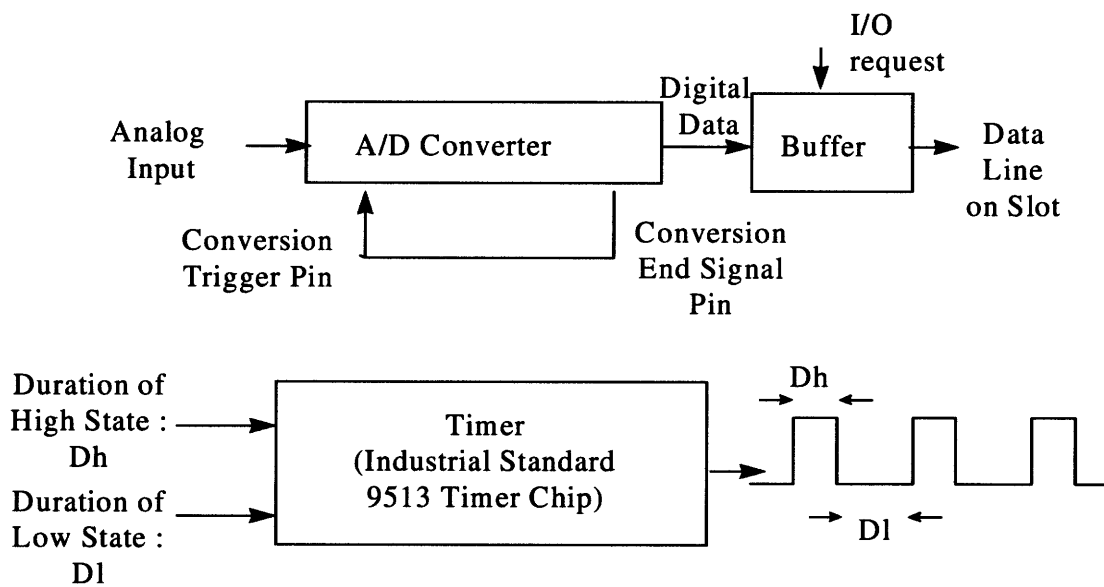 I/O
request
Digital
Data
Analog
Input
A/D Converter
Buffer
Data
Line
on Slot
Conversion
Trigger Pin
Conversion
End Signal
Pin
Duration of
High State :
Dh
Duration of
Low State :
Dl
Timer
(Industrial Standard
9513 Timer Chip)
Dh
Dl